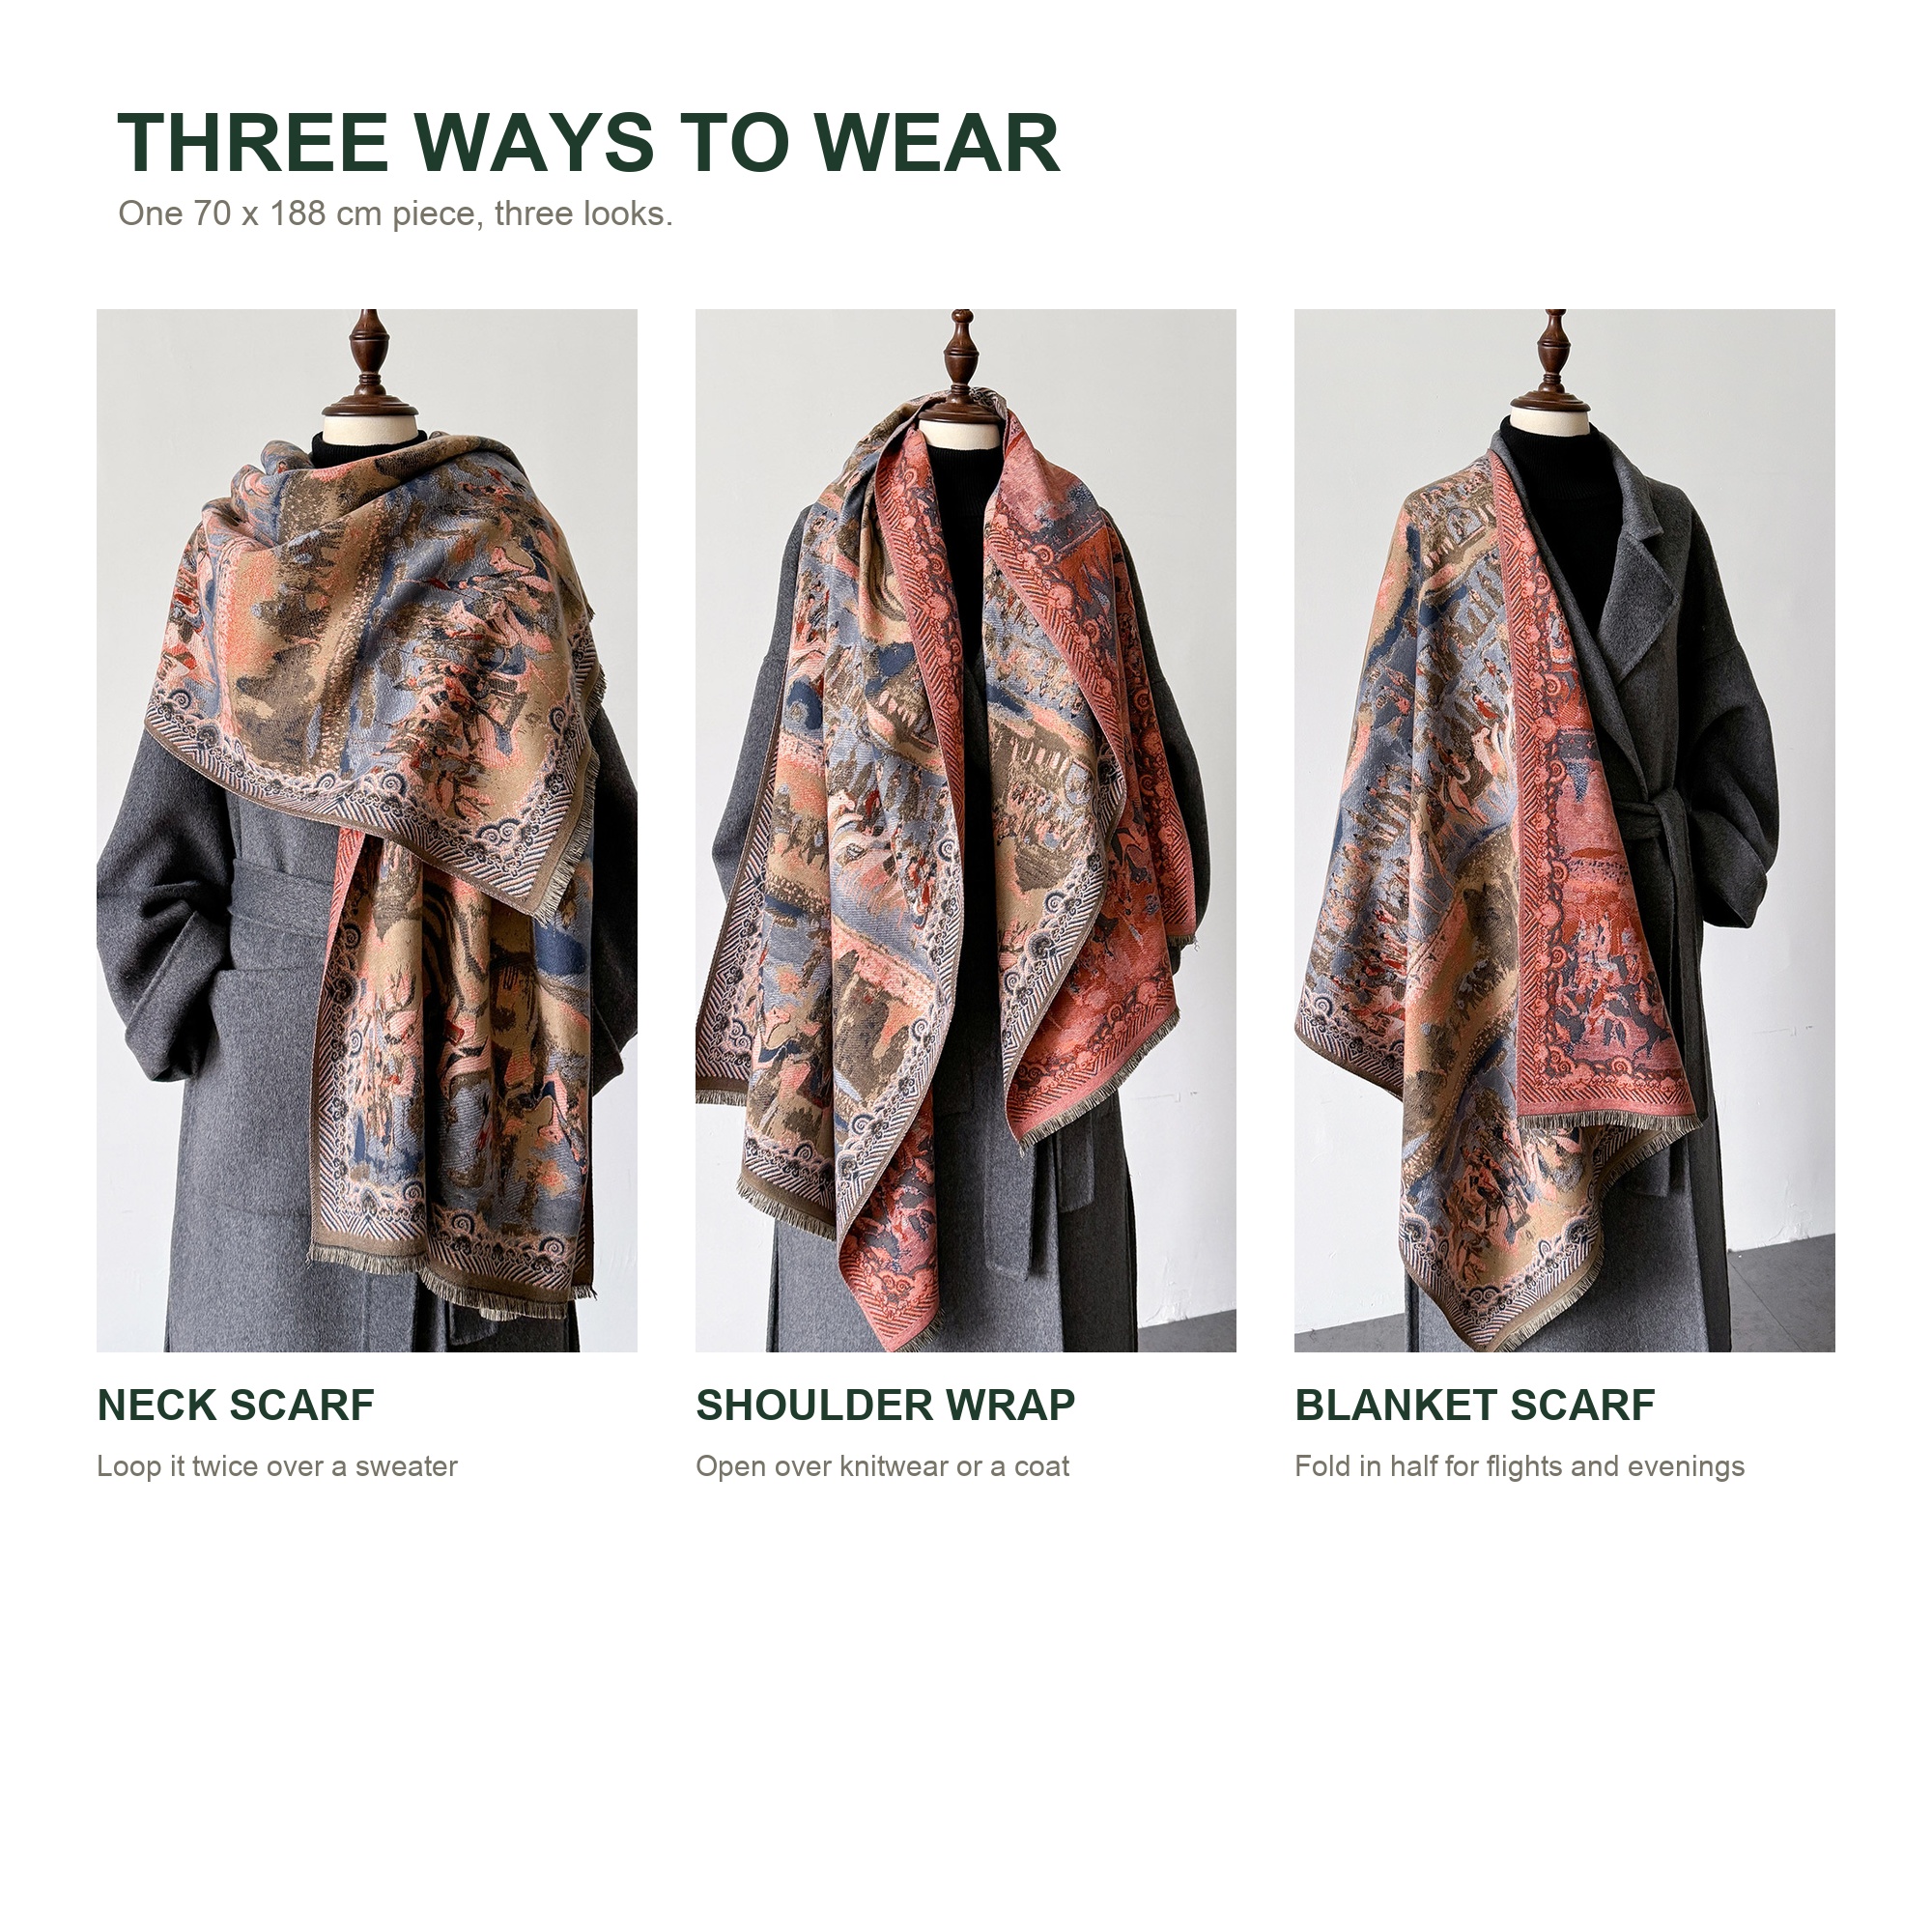 THREE WAYS TO WEAR
One 70 x 188 cm piece, three looks.
NECK SCARF
Loop it twice over a sweater
SHOULDER WRAP
Open over knitwear or a coat
BLANKET SCARF
Fold in half for flights and evenings